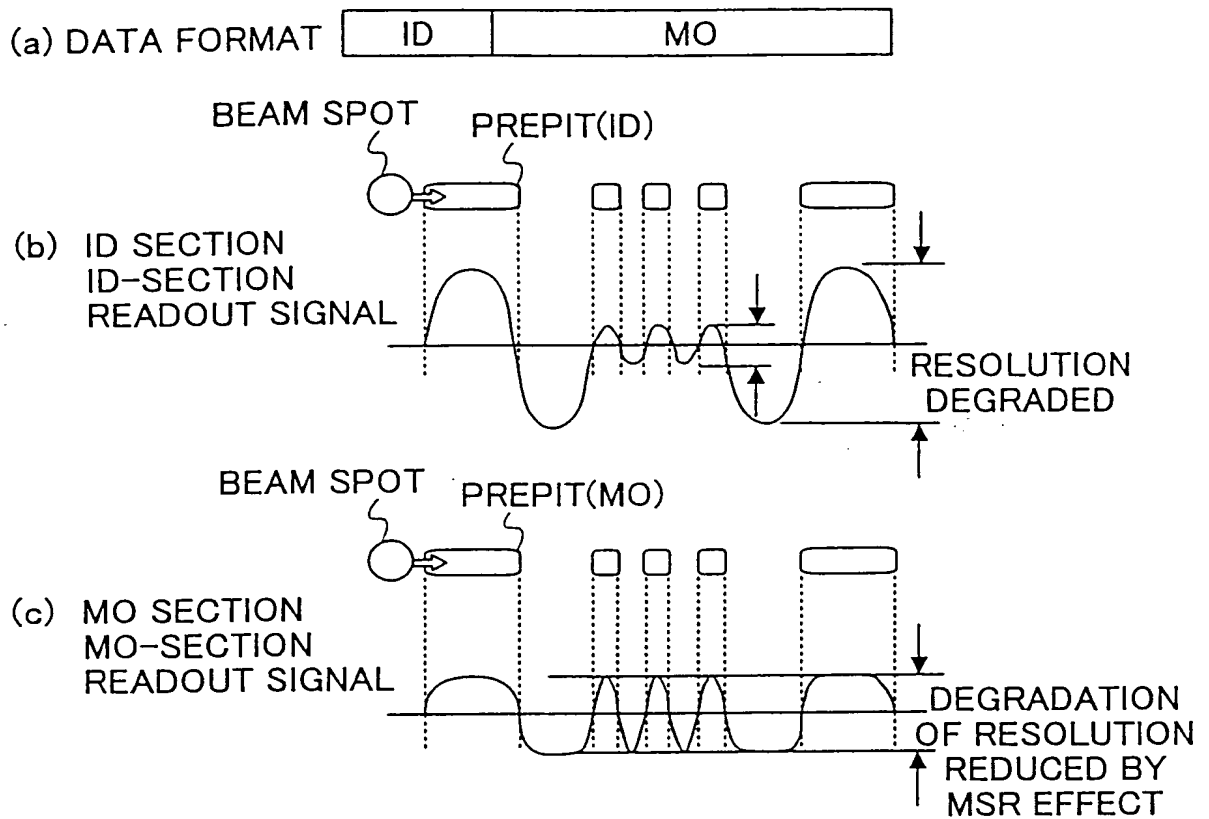 (a) DATA FORMAT ID MO
BEAM SPOT PREPIT(ID)
(b) ID SECTION
ID-SECTION
READOUT SIGNAL
RESOLUTION
DEGRADED
BEAM SPOT PREPIT(MO)
(c) MO SECTION
MO-SECTION
READOUT SIGNAL
DEGRADATION
OF RESOLUTION
REDUCED BY
MSR EFFECT